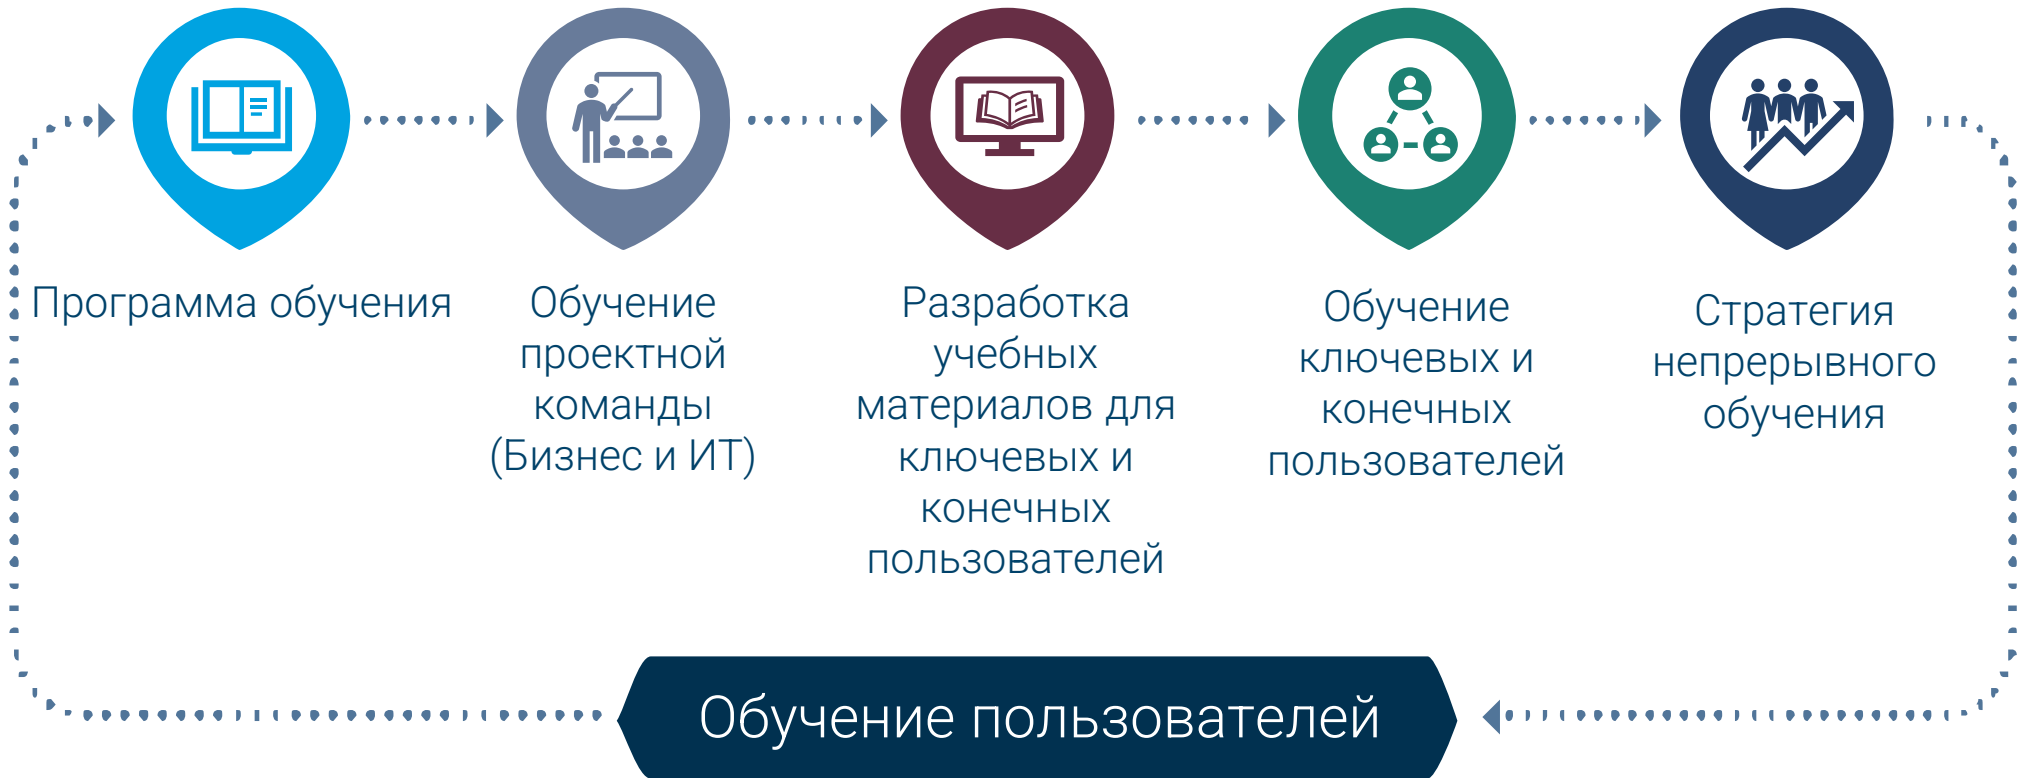 Программа обучения
Обучение
проектной
команды
(Бизнес и ИТ)
Разработка
учебных
материалов для
ключевых и
конечных
пользователей
Обучение
ключевых и
конечных
пользователей
Стратегия
непрерывного
обучения
Обучение пользователей